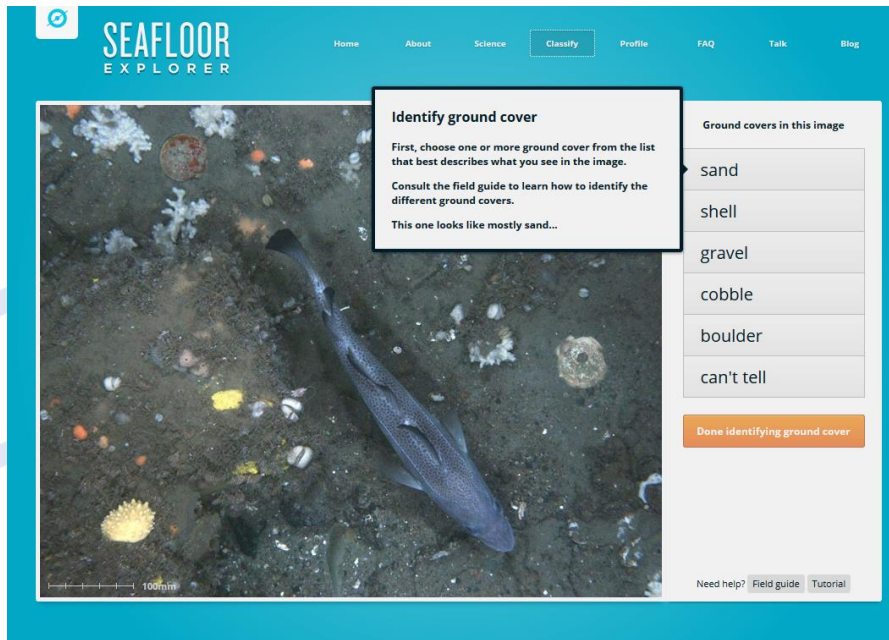 SEAFLOOR
EXPLORER
Home
About
Science
Classify
Profile
FAQ
Talk
Blog
Identify ground cover
First, choose one or more ground cover from the list
that best describes what you see in the image.
Consult the field guide to learn how to identify the
different ground covers.
This one looks like mostly sand...
Ground covers in this image
sand
shell
gravel
cobble
boulder
can't tell
Done identifying ground cover
100mm
Need help? Field guide Tutorial